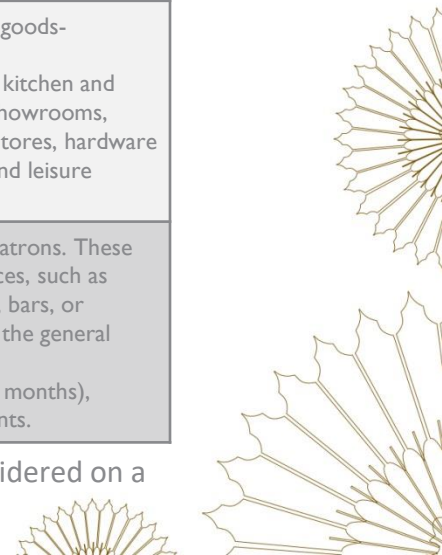 goods-
kitchen and
howrooms,
tores, hardware
nd leisure
atrons. These
ces, such as
bars, or
the general
months),
nts.
idered on a